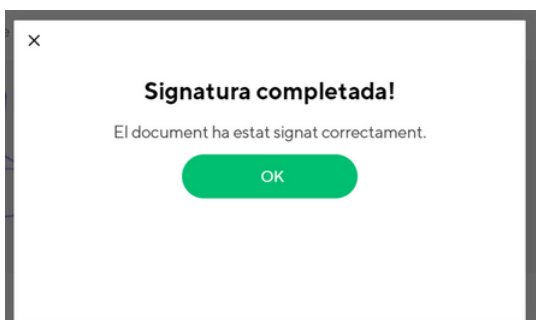 Signatura completada!
El document ha estat signat correctament.
OK